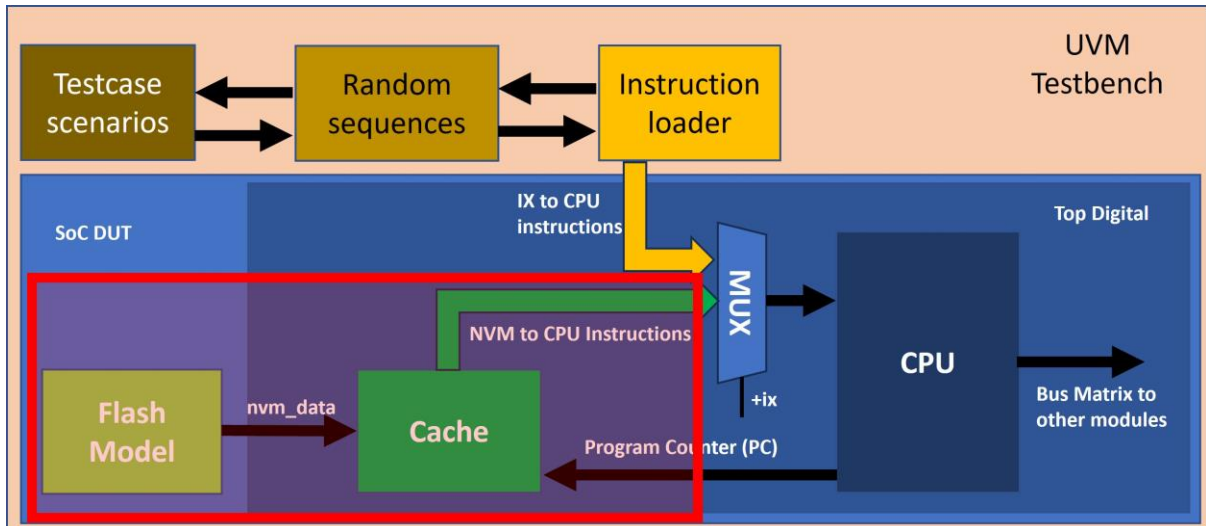 Testcase
scenarios
Random
sequences
Instruction
loader
UVM
Testbench
IX to CPU
instructions
SoC DUT
Top Digital
MUX
NVM to CPU Instructions
CPU
Flash
Model
nvm_data
Cache
+ix
Bus Matrix to
other modules
Program Counter (PC)